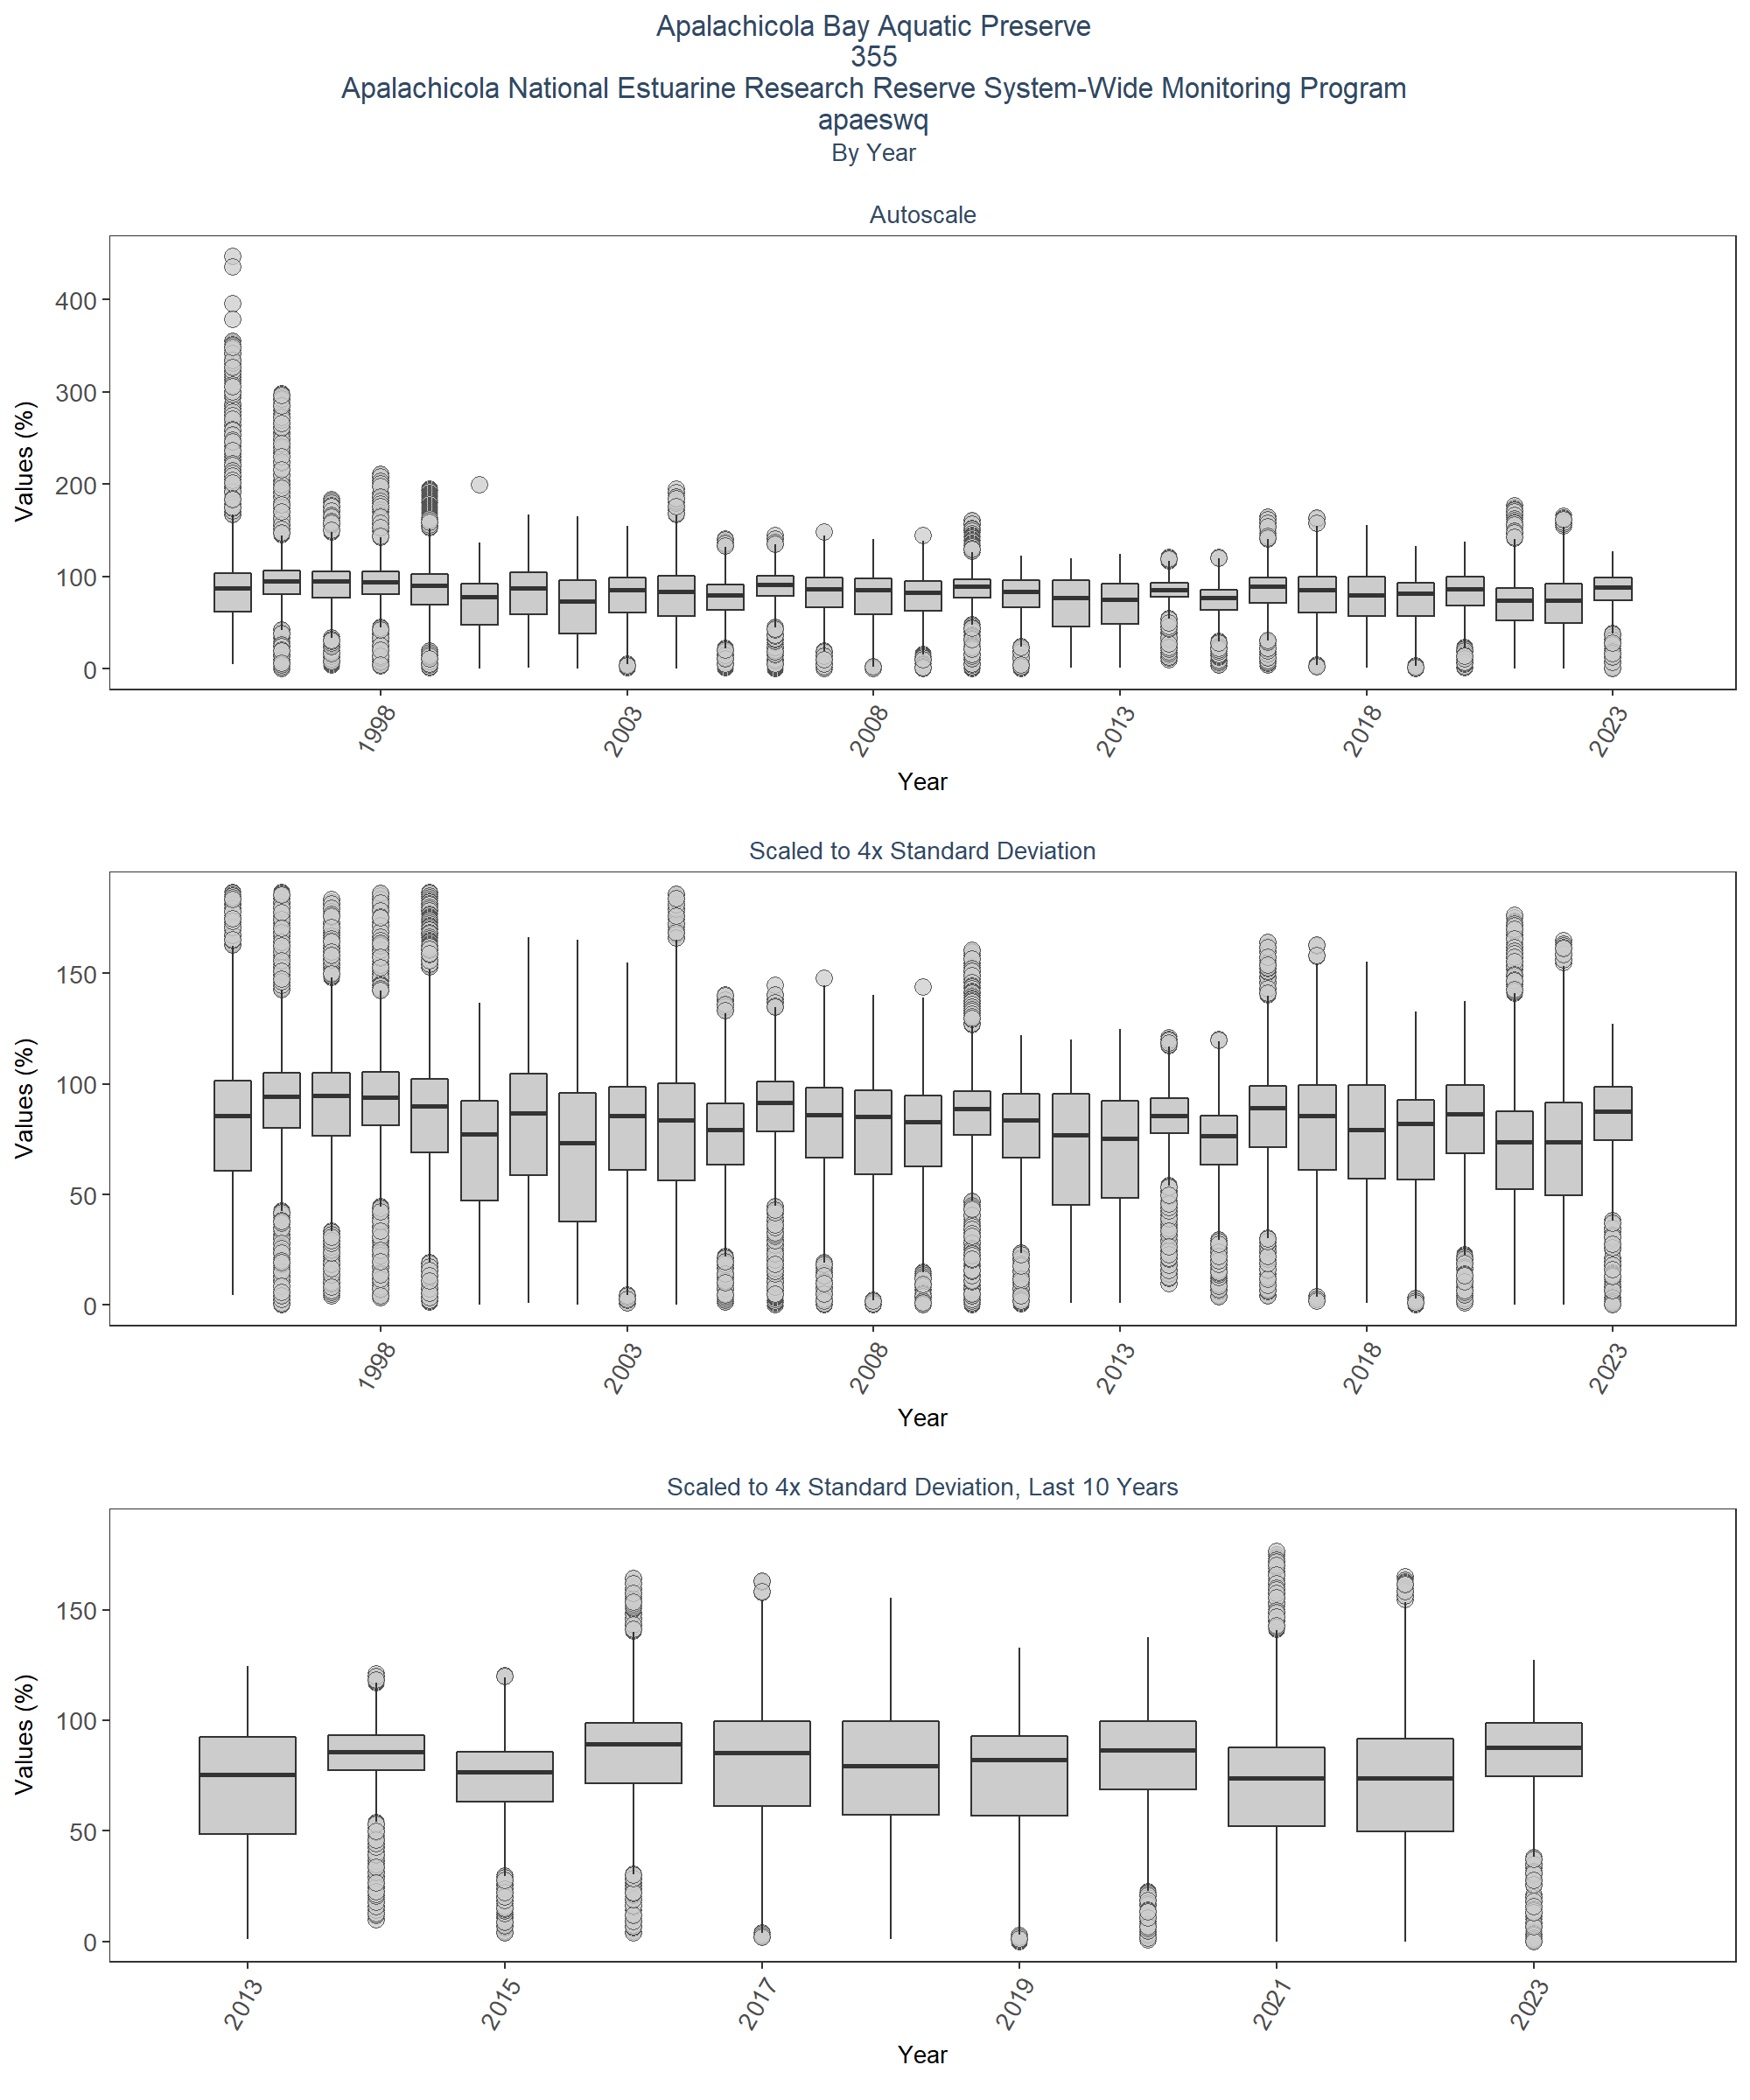 Apalachicola Bay Aquatic Preserve
355
Apalachicola National Estuarine Research Reserve System-Wide Monitoring Program
apaeswq
By Year
Autoscale
Values (%)
400
300
200
100
0
1998 2003 2008 2013 2018 2023
Year
Scaled to 4x Standard Deviation
Values (%)
150
100
50
0
1998 2003 2008 2013 2018 2023
Year
Scaled to 4x Standard Deviation, Last 10 Years
Values (%)
150
100
50
0
2013 2015 2017 2019 2021 2023
Year